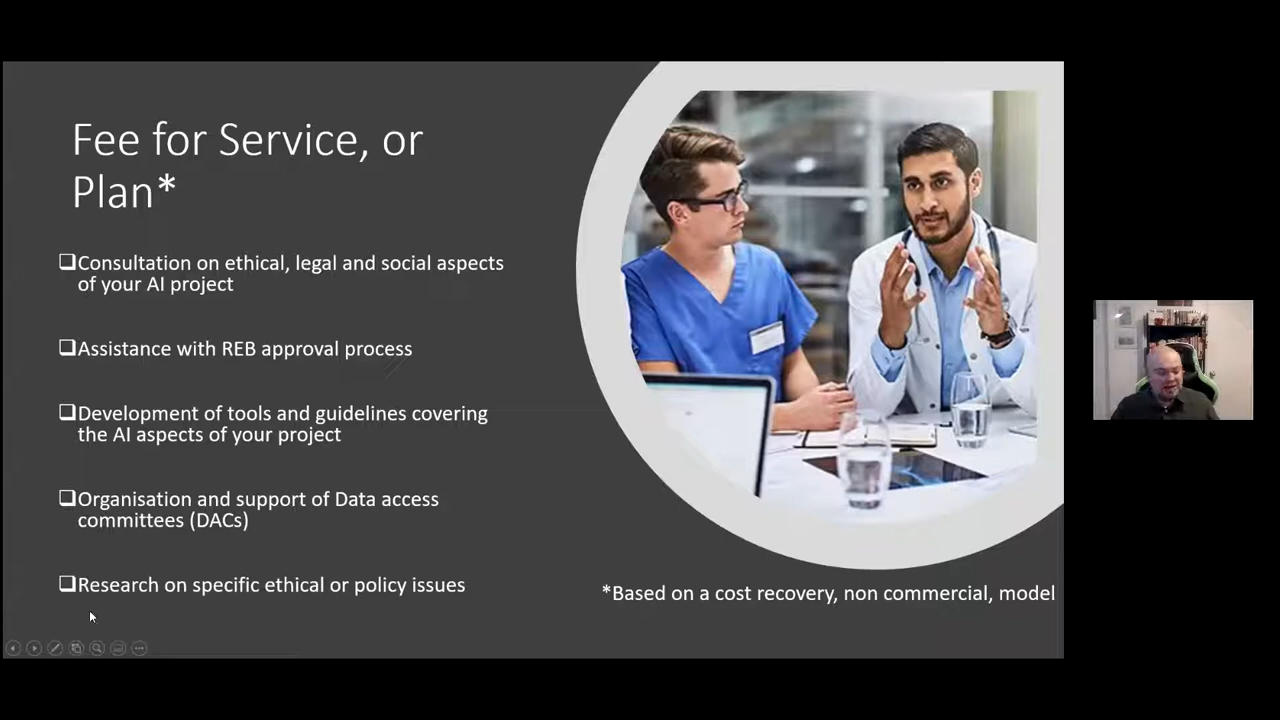 Fee for Service, or
Plan*
❑Consultation on ethical, legal and social aspects
of your AI project
❑Assistance with REB approval process
❑Development of tools and guidelines covering
the AI aspects of your project
❑Organisation and support of Data access
committees (DACs)
❑Research on specific ethical or policy issues
*Based on a cost recovery, non commercial, model